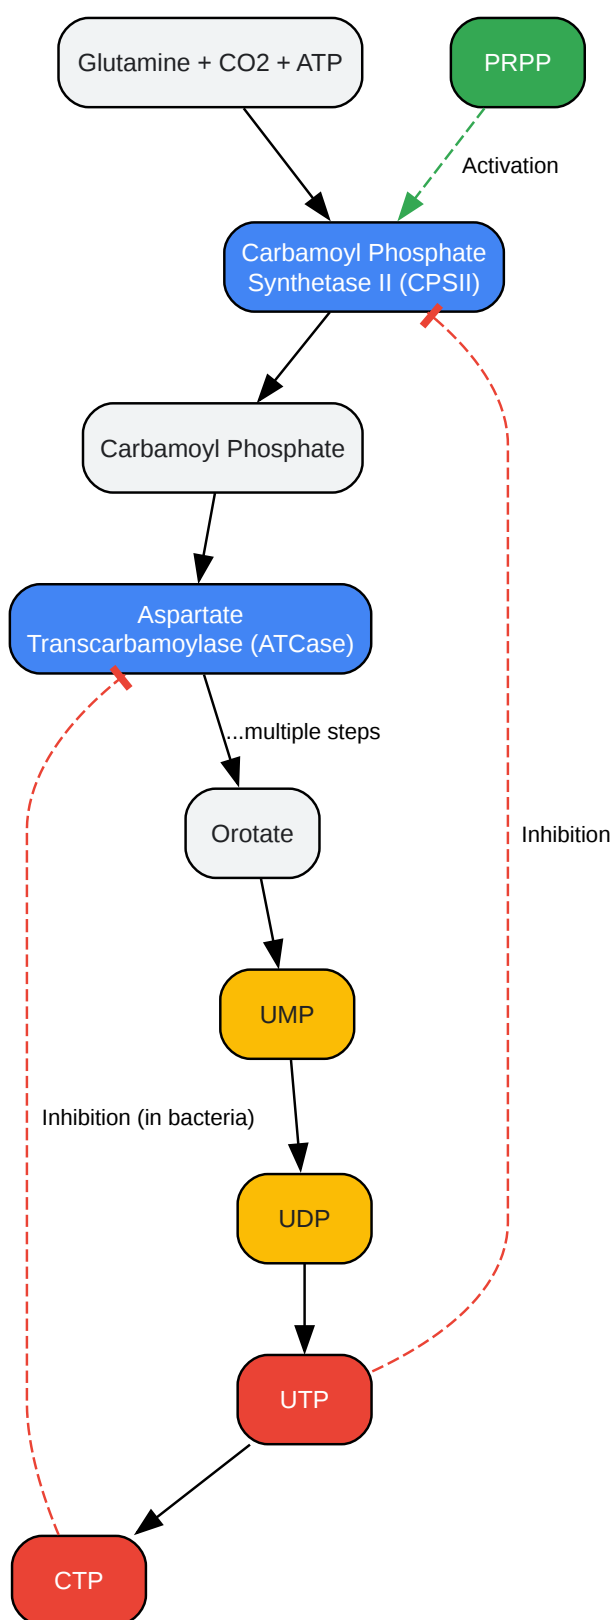 Glutamine + CO2 + ATP
PRPP
Activation
Carbamoyl Phosphate
Synthetase II (CPSII)
Carbamoyl Phosphate
Aspartate
Transcarbamoylase (ATCase)
...multiple steps
Orotate
Inhibition
UMP
Inhibition (in bacteria)
UDP
UTP
CTP